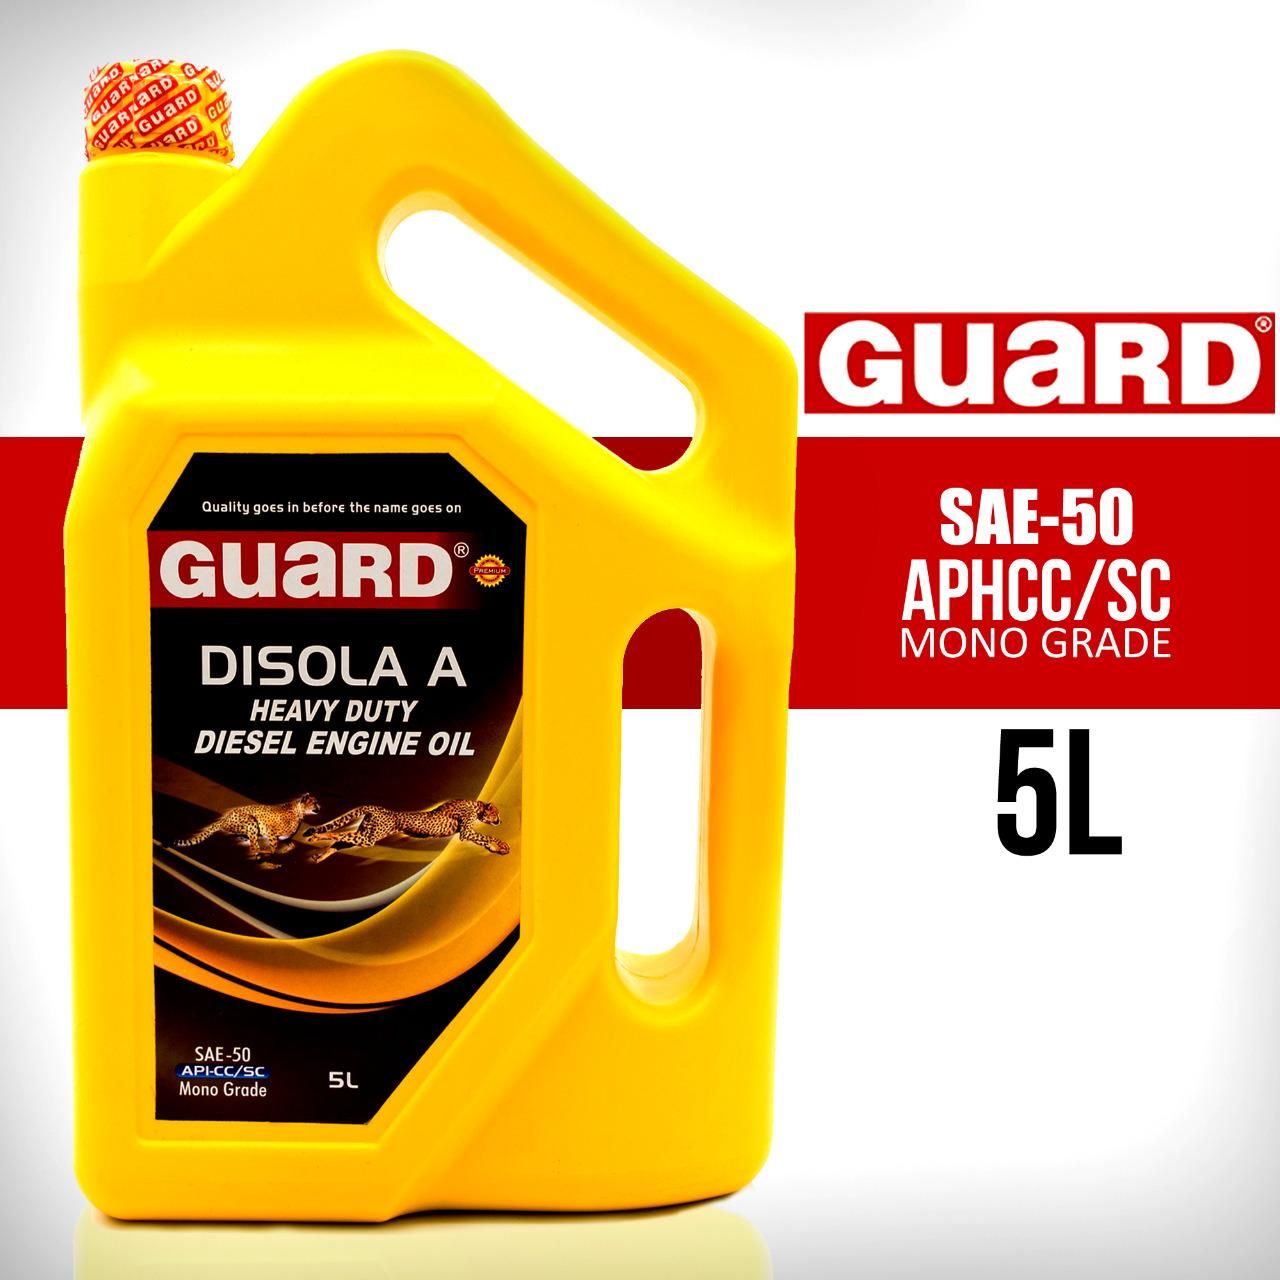 GUARD
Quality goes in before the name goes on
GUaRD®
PREMIUM
DISOLA A
HEAVY DUTY
DIESEL ENGINE OIL
SAE-50
API-CC/SC
Mono Grade
5L
GUaRD®
SAE-50
APHCC/SC
MONO GRADE
5L